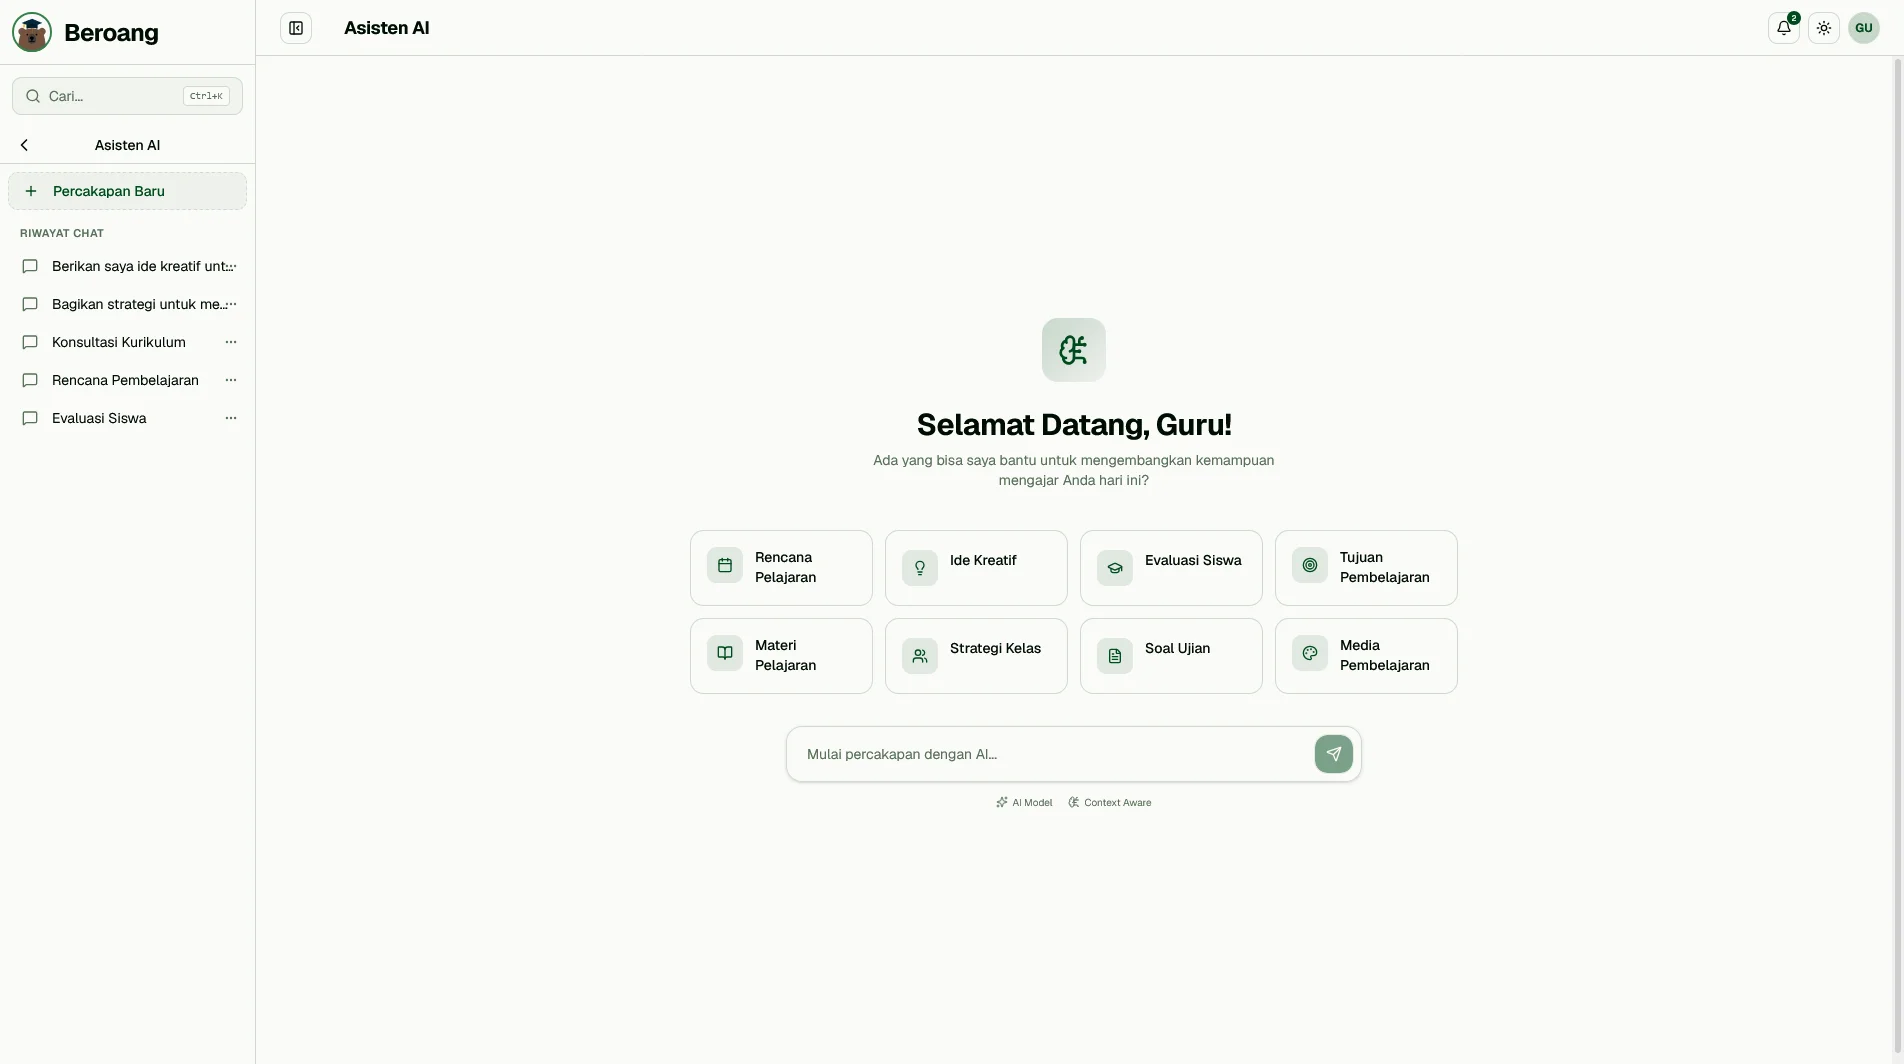 Beroang
Asisten AI
2
GU
Cari...
Ctrl+K
Asisten AI
Percakapan Baru
RIWAYAT CHAT
Berikan saya ide kreatif unt...
Bagikan strategi untuk me...
Konsultasi Kurikulum
Rencana Pembelajaran
Evaluasi Siswa
Selamat Datang, Guru!
Ada yang bisa saya bantu untuk mengembangkan kemampuan
mengajar Anda hari ini?
Rencana
Pelajaran
Ide Kreatif
Evaluasi Siswa
Tujuan
Pembelajaran
Materi
Pelajaran
Strategi Kelas
Soal Ujian
Media
Pembelajaran
Mulai percakapan dengan AI...
AI Model
Context Aware